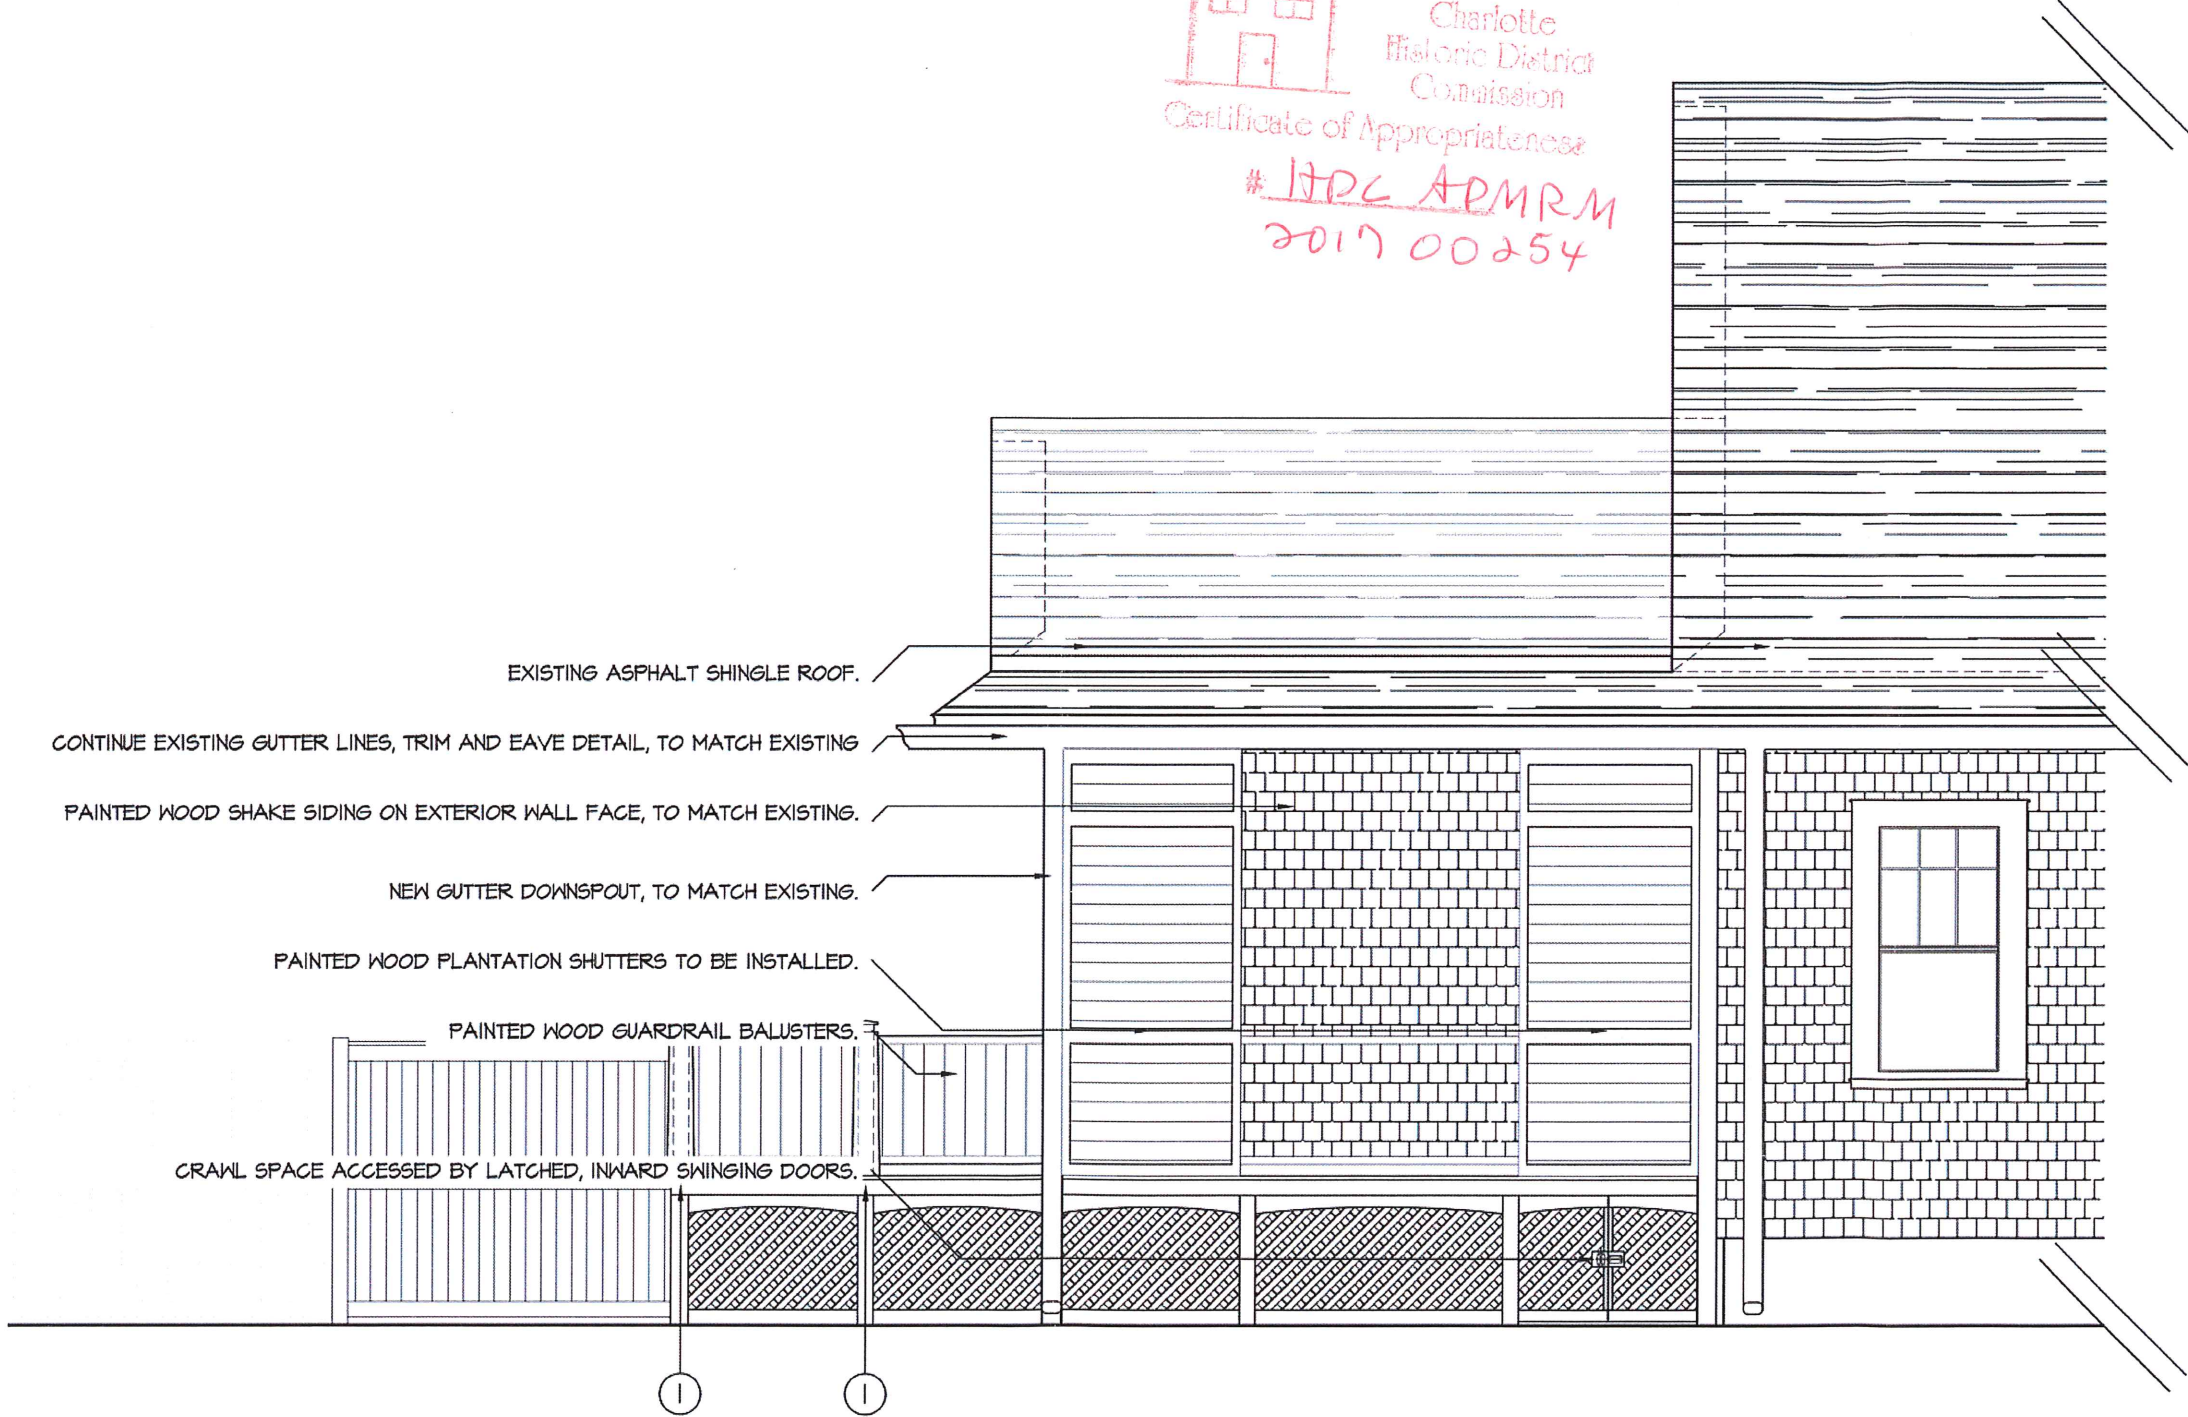 Charlotte
Historic District
Commission
Certificate of Appropriateness
# HDC ADMRM
2017 00254
EXISTING ASPHALT SHINGLE ROOF.
CONTINUE EXISTING GUTTER LINES, TRIM AND EAVE DETAIL, TO MATCH EXISTING
PAINTED WOOD SHAKE SIDING ON EXTERIOR WALL FACE, TO MATCH EXISTING.
NEW GUTTER DOWNSPOUT, TO MATCH EXISTING.
PAINTED WOOD PLANTATION SHUTTERS TO BE INSTALLED.
PAINTED WOOD GUARDRAIL BALUSTERS.
CRAWL SPACE ACCESSED BY LATCHED, INWARD SWINGING DOORS.
1 1